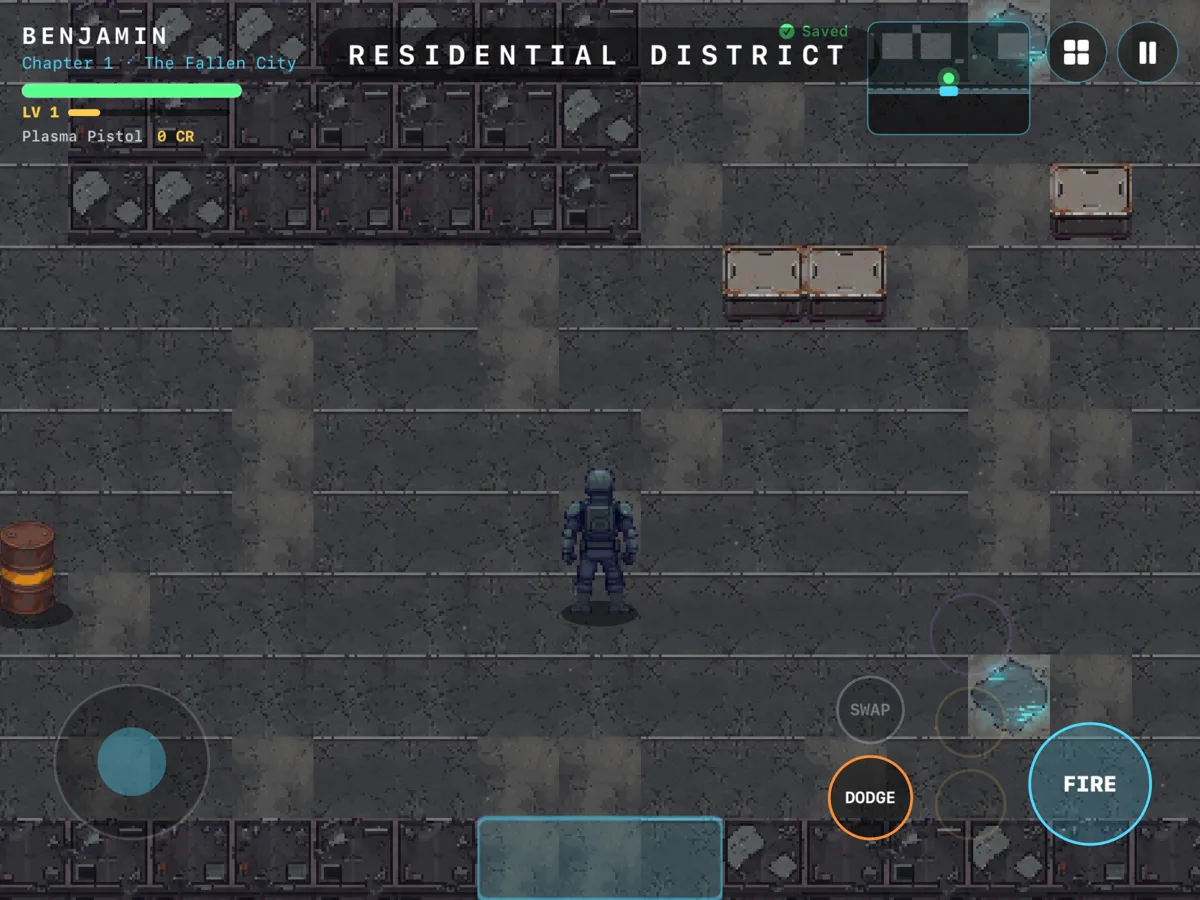 BENJAMIN
Chapter 1 · The Fallen City
LV 1
Plasma Pistol 0 CR
Saved
RESIDENTIAL DISTRICT
SWAP
DODGE
FIRE